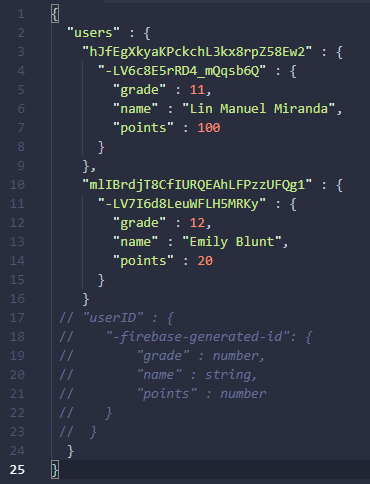 1 {
2 "users" : {
3 "hJfEgXkyaKPckchL3kx8rpZ58Ew2" : {
4 "-LV6c8E5rRD4_mQqsb6Q" : {
5 "grade" : 11,
6 "name" : "Lin Manuel Miranda",
7 "points" : 100
8 }
9 },
10 "mlIBrdjT8CfIURQEAhLFPzzUFQg1" : {
11 "-LV7I6d8LeuWFLH5MRKy" : {
12 "grade" : 12,
13 "name" : "Emily Blunt",
14 "points" : 20
15 }
16 }
17 // "userID" : {
18 // "-firebase-generated-id": {
19 // "grade" : number,
20 // "name" : string,
21 // "points" : number
22 // }
23 // }
24 }
25 }